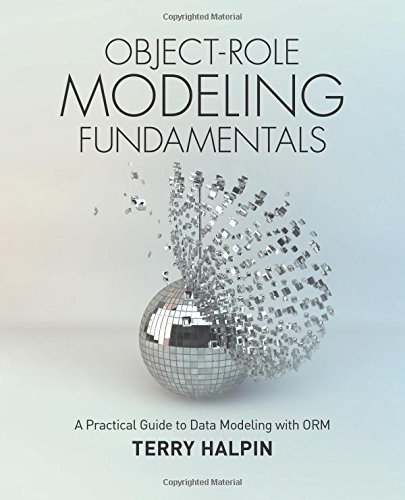 Copyrighted Material
OBJECT-ROLE
MODELING
FUNDAMENTALS
A Practical Guide to Data Modeling with ORM
TERRY HALPIN
Copyrighted Material